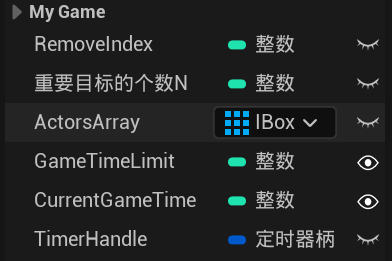 My Game
RemoveIndex 整数
重要目标的个数N 整数
ActorsArray IBox
GameTimeLimit 整数
CurrentGameTime 整数
TimerHandle 定时器柄